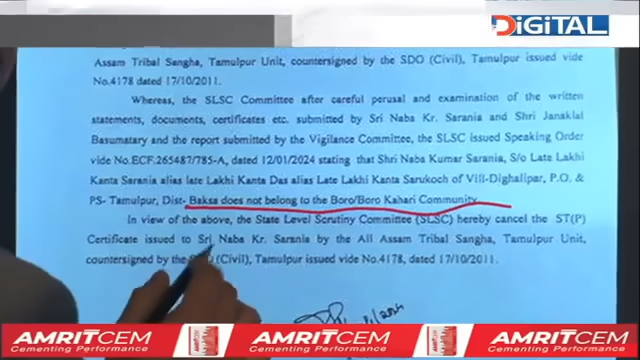 DiGiTAL
Assam Tribal Sangha, Tamulpur Unit, countersigned by the SDO (Civil), Tamulpur issued vide
No.4178 dated 17/10/2011.
Whereas, the SLSC Committee after careful perusal and examination of the written
statements, documents, certificates etc. submitted by Sri Naba Kr. Sarania and Shri Janaklal
Basumatary and the report submitted by the Vigilance Committee, the SLSC issued Speaking Order
vide No.ECF.265487/785-A, dated 12/01/2024 stating that Shri Naba Kumar Sarania, S/o Late Lakhi
Kanta Sarania alias late Lakhi Kanta Das alias Late Lakhi Kanta Sarukoch of Vill-Dighalipar, P.O &
PS- Tamulpur, Dist- Baksa does not belong to the Boro/Boro Kahari Community
In view of the above, the State Level Scrutiny Committee (SLSC) hereby cancel the ST(P)
Certificate issued to Sri Naba Kr. Sarania by the All Assam Tribal Sangha, Tamulpur Unit,
countersigned by the (Civil), Tamulpur issued vide No.4178, dated 17/10/2011.
AMRITCEM
Cementing Performance
AMRITCEM
Cementing Performance